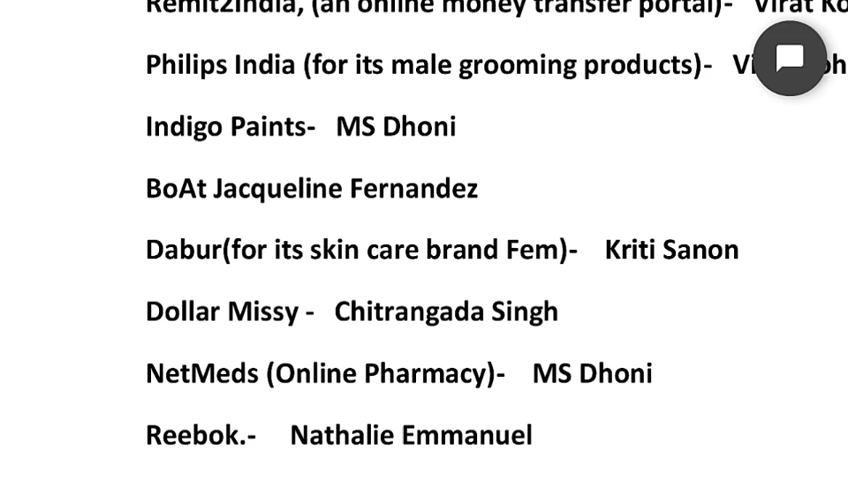 Remit2India, (an online money transfer portal)- Virat
Philips India (for its male grooming products)-
Indigo Paints- MS Dhoni
BoAt Jacqueline Fernandez
Dabur(for its skin care brand Fem)- Kriti Sanon
Dollar Missy - Chitrangada Singh
NetMeds (Online Pharmacy)- MS Dhoni
Reebok.- Nathalie Emmanuel